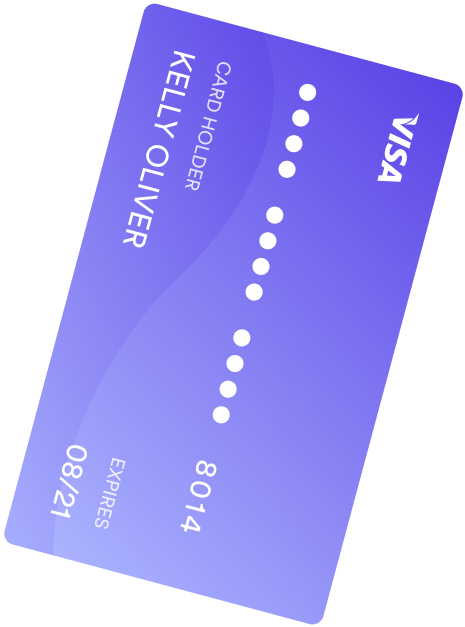 VISA
●●●● ●●●● ●●●● 8014
CARD HOLDER
KELLY OLIVER
EXPIRES
08/21